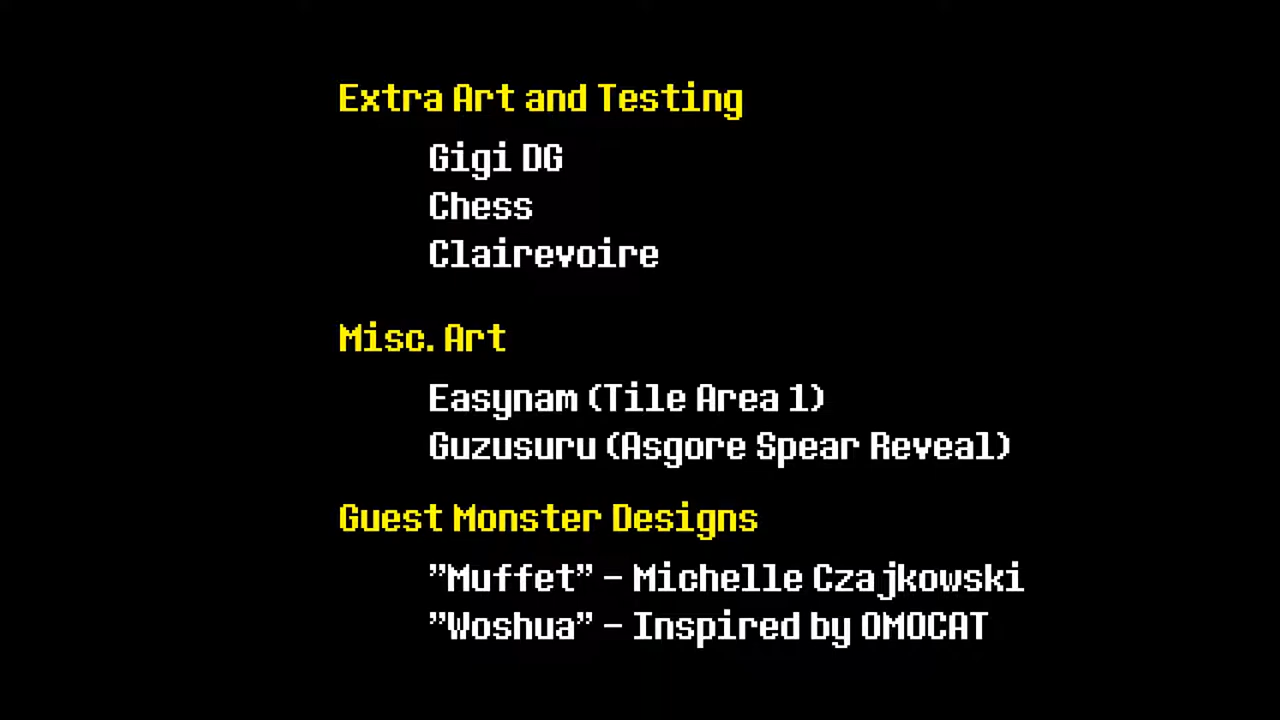 Extra Art and Testing
Gigi DG
Chess
Clairevoire
Misc. Art
Easynam (Tile Area 1)
Guzusuru (Asgore Spear Reveal)
Guest Monster Designs
"Muffet" - Michelle Czajkowski
"Woshua" - Inspired by OMOCAT